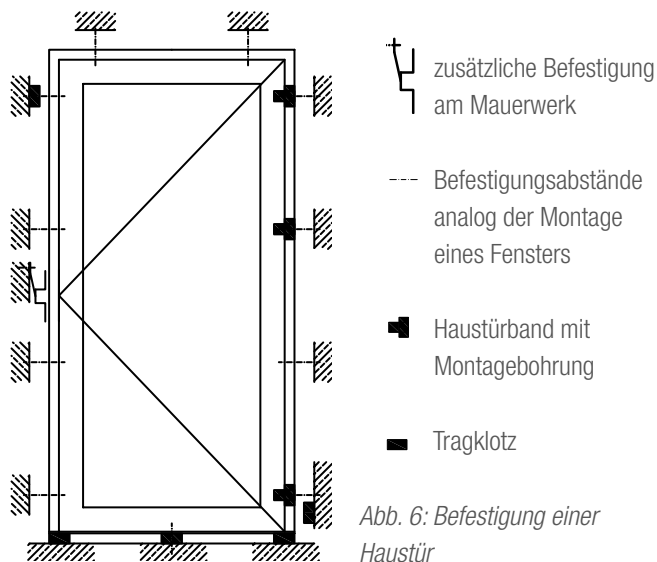 zusätzliche Befestigung
am Mauerwerk
Befestigungsabstände
analog der Montage
eines Fensters
Haustürband mit
Montagebohrung
Tragklotz
Abb. 6: Befestigung einer
Haustür